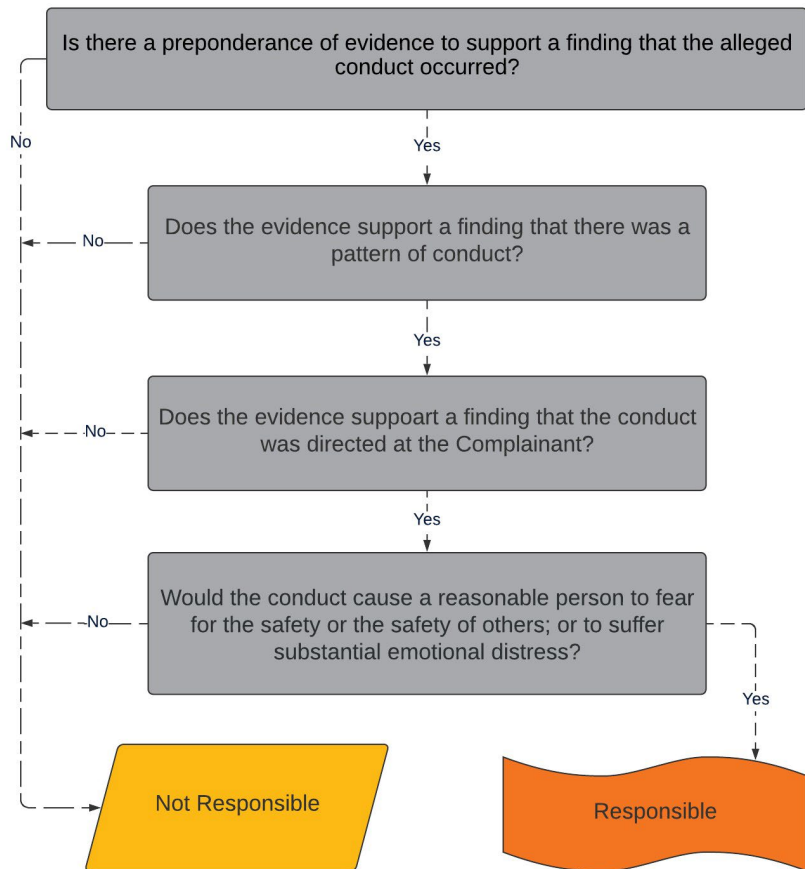 Is there a preponderance of evidence to support a finding that the alleged
conduct occurred?
No
Yes
Does the evidence support a finding that there was a
pattern of conduct?
No
Yes
Does the evidence suppoart a finding that the conduct
was directed at the Complainant?
No
Yes
Would the conduct cause a reasonable person to fear
for the safety or the safety of others; or to suffer
substantial emotional distress?
No
Yes
Not Responsible
Responsible